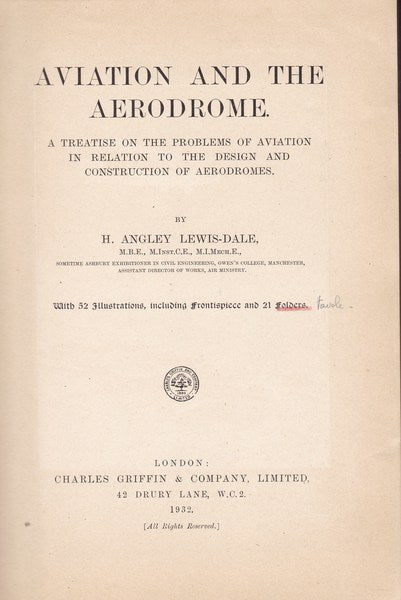 AVIATION AND THE
AERODROME.
A TREATISE ON THE PROBLEMS OF AVIATION
IN RELATION TO THE DESIGN AND
CONSTRUCTION OF AERODROMES.
BY
H. ANGLEY LEWIS-DALE,
M.B.E., M.INST.C.E., M.I.MECH.E.,
SOMETIME ASHBURY EXHIBITIONER IN CIVIL ENGINEERING, OWEN'S COLLEGE, MANCHESTER,
ASSISTANT DIRECTOR OF WORKS, AIR MINISTRY.
With 52 Illustrations, including Frontispiece and 21 Folders. tavole
LONDON:
CHARLES GRIFFIN & COMPANY, LIMITED,
42 DRURY LANE, W.C.2.
1932.
[All Rights Reserved.]